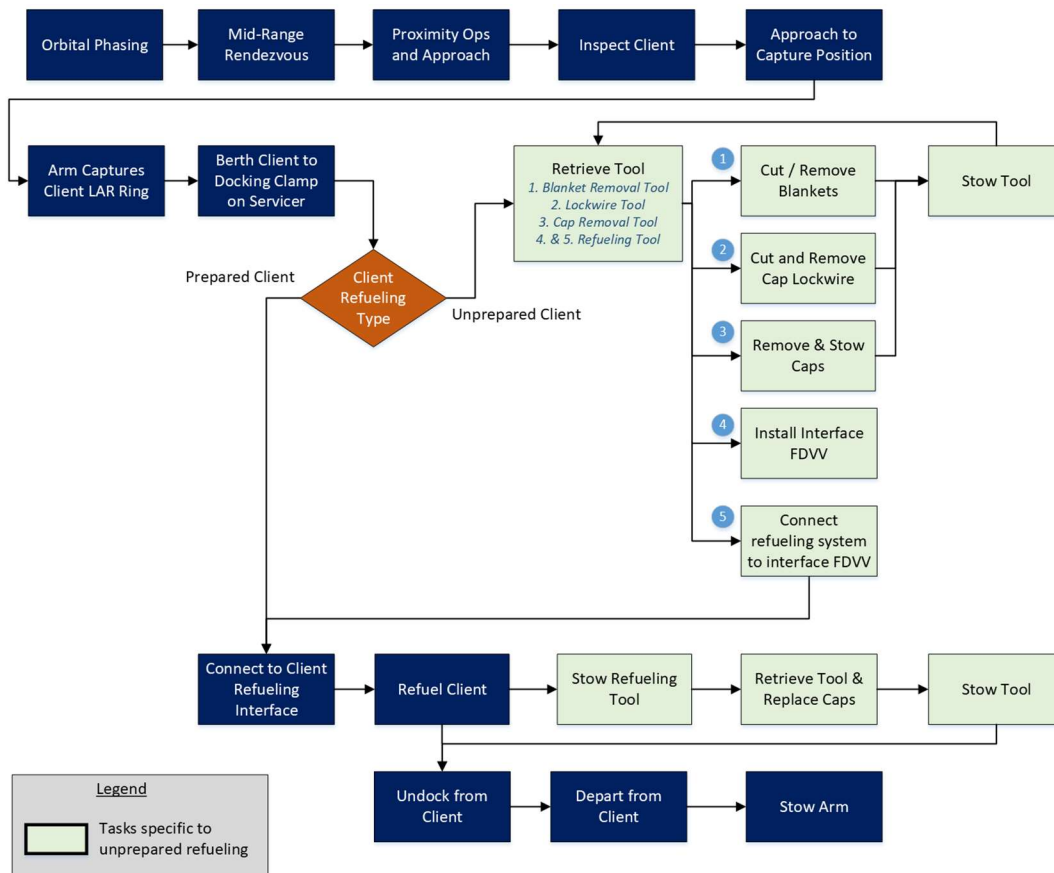 Orbital Phasing
Mid-Range
Rendezvous
Proximity Ops
and Approach
Inspect Client
Approach to
Capture Position
Arm Captures
Client LAR Ring
Berth Client to
Docking Clamp
on Servicer
Prepared Client
Client
Refueling
Type
Unprepared Client
Retrieve Tool
1. Blanket Removal Tool
2. Lockwire Tool
3. Cap Removal Tool
4. & 5. Refueling Tool
1
Cut / Remove
Blankets
Stow Tool
2
Cut and Remove
Cap Lockwire
3
Remove & Stow
Caps
4
Install Interface
FDVV
5
Connect
refueling system
to interface FDVV
Connect to Client
Refueling
Interface
Refuel Client
Stow Refueling
Tool
Retrieve Tool &
Replace Caps
Stow Tool
Undock from
Client
Depart from
Client
Stow Arm
Legend
Tasks specific to
unprepared refueling